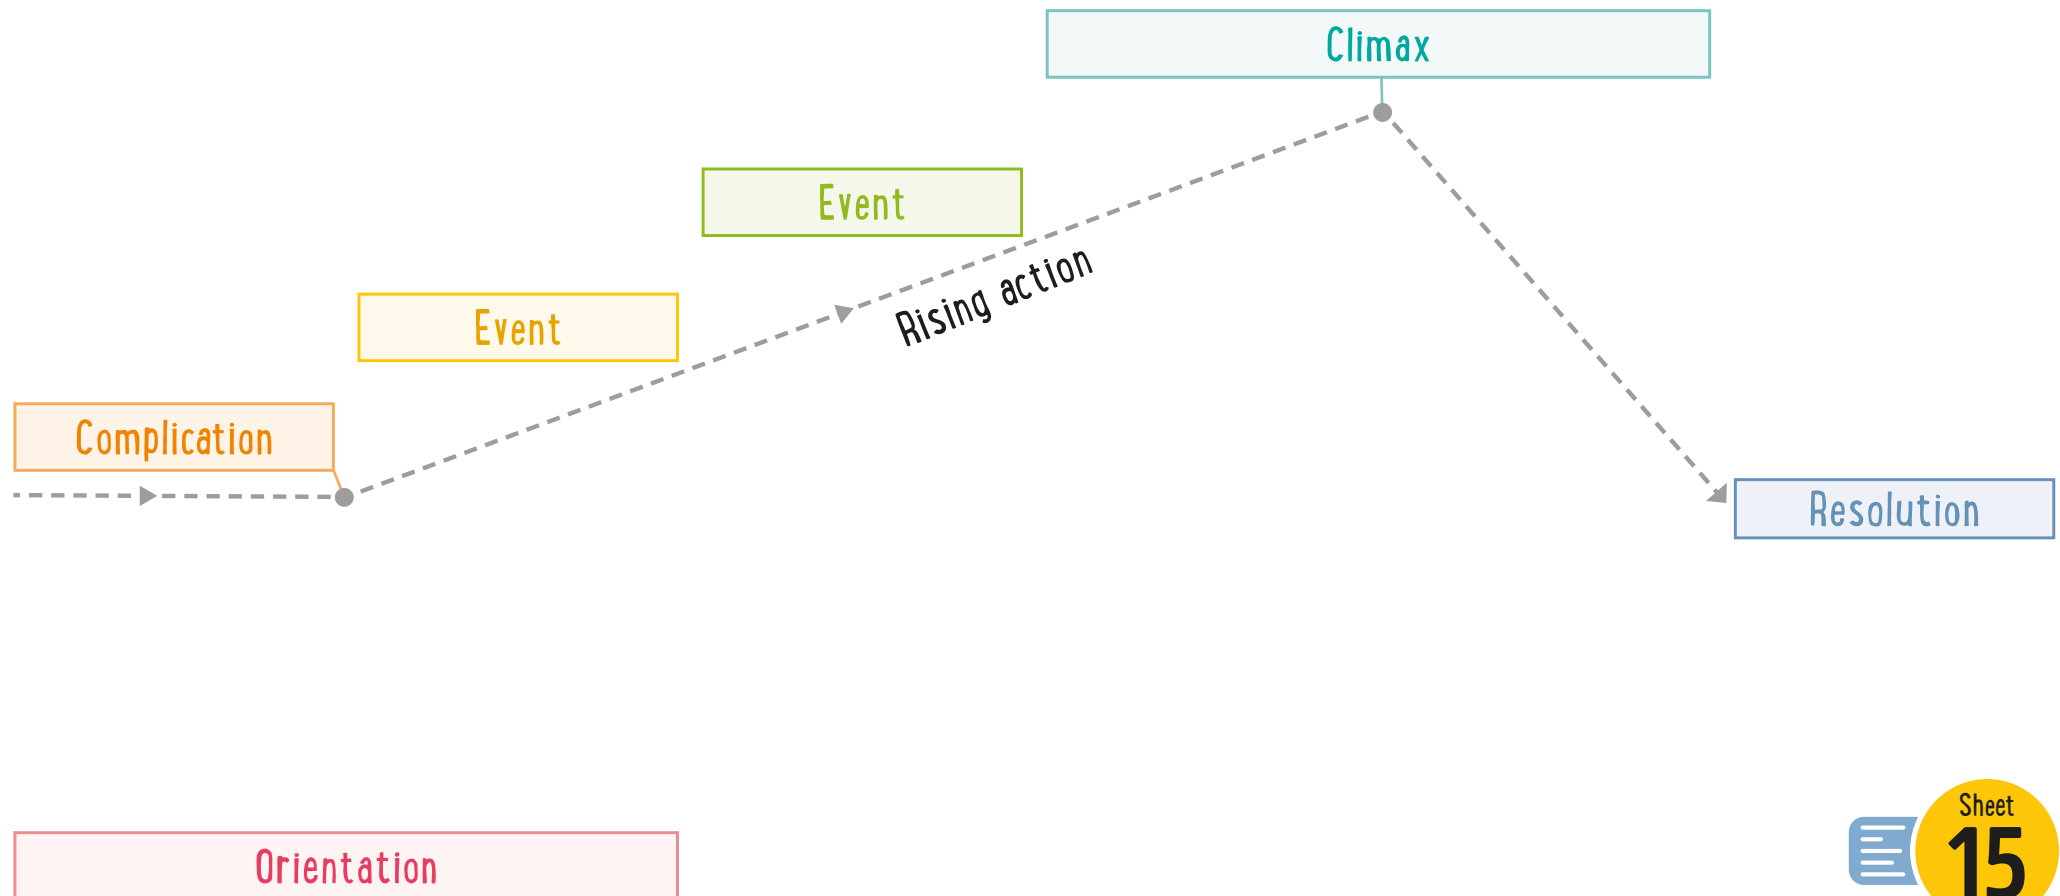 Climax
Event
Rising action
Event
Complication
Resolution
Sheet
15
Orientation